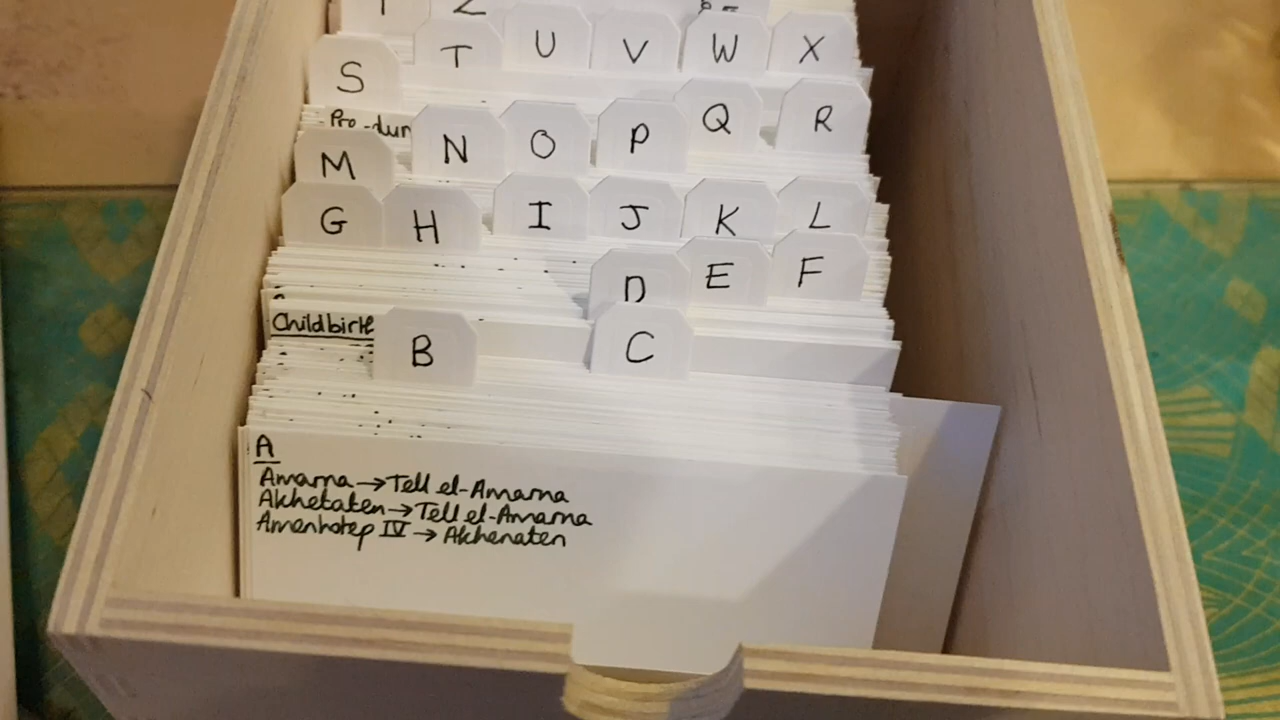 S T U V W X
Q R
M N O P
G H I J K L
D E F
Childbirth
B C
A
Amarna → Tell el-Amarna
Akhetaten → Tell el-Amarna
Amenhotep IV → Akhenaten